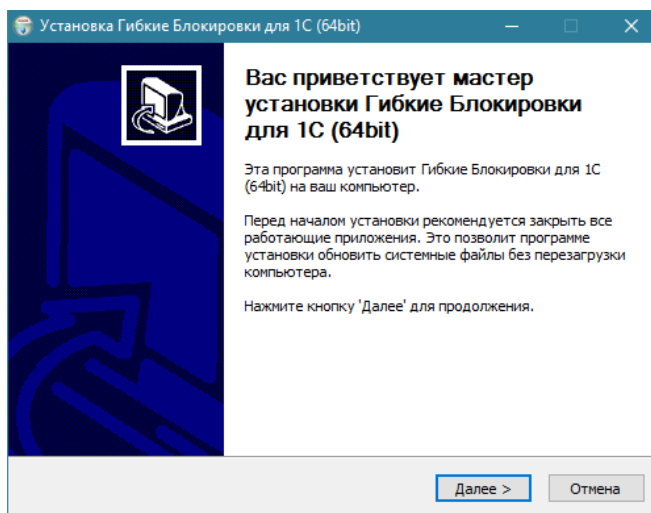 Установка Гибкие Блокировки для 1С (64bit)
Вас приветствует мастер
установки Гибкие Блокировки
для 1С (64bit)
Эта программа установит Гибкие Блокировки для 1С
(64bit) на ваш компьютер.
Перед началом установки рекомендуется закрыть все
работающие приложения. Это позволит программе
установки обновить системные файлы без перезагрузки
компьютера.
Нажмите кнопку 'Далее' для продолжения.
Далее >
Отмена